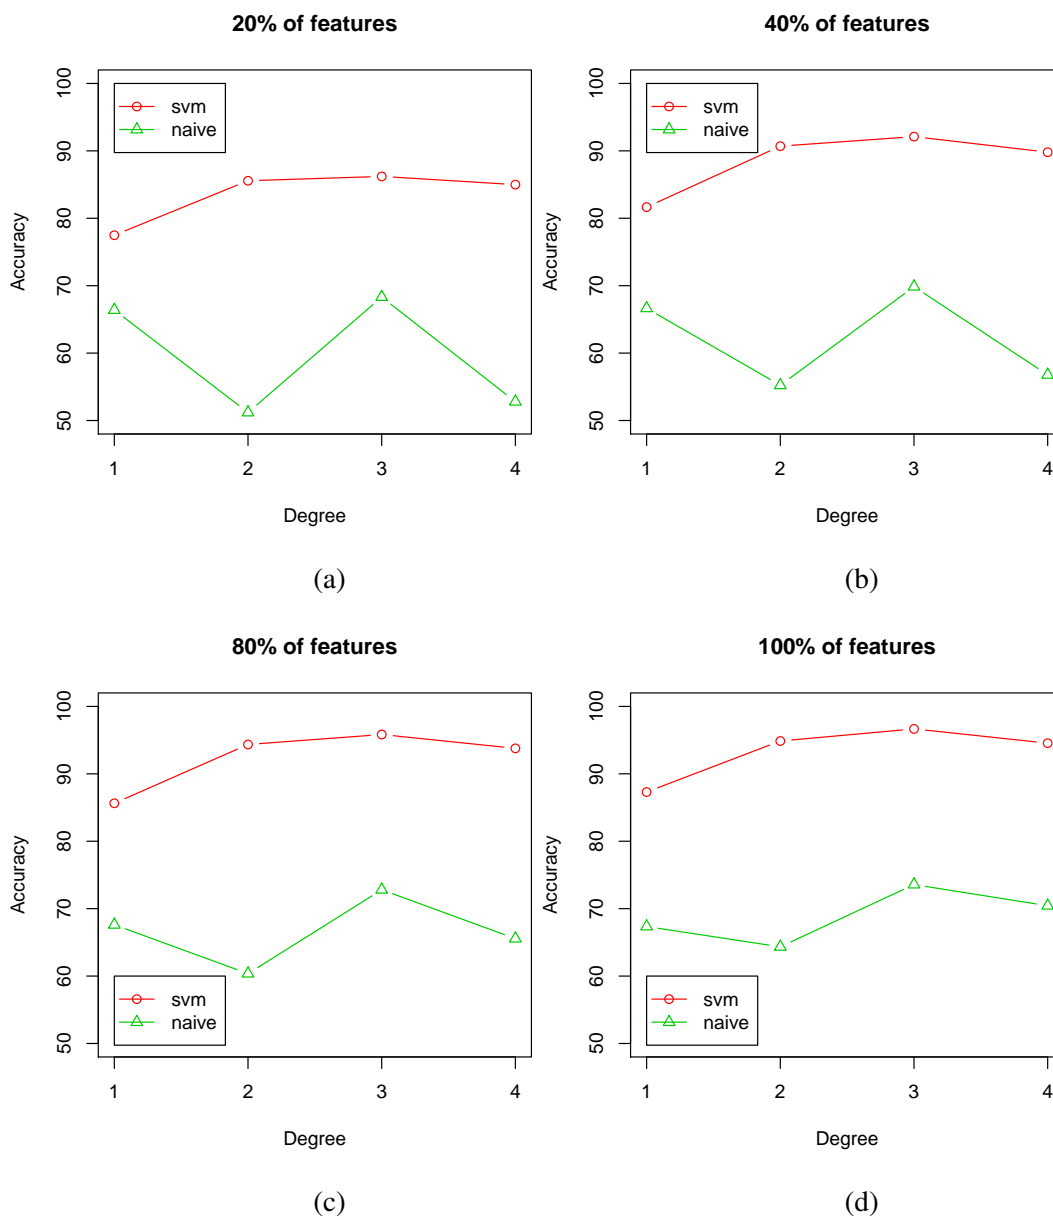 20% of features
40% of features
100
90
80
70
60
50
Accuracy
svm
naive
1 2 3 4
Degree
(a)
100
90
80
70
60
50
Accuracy
svm
naive
1 2 3 4
Degree
(b)
80% of features
100% of features
100
90
80
70
60
50
Accuracy
svm
naive
1 2 3 4
Degree
(c)
100
90
80
70
60
50
Accuracy
svm
naive
1 2 3 4
Degree
(d)